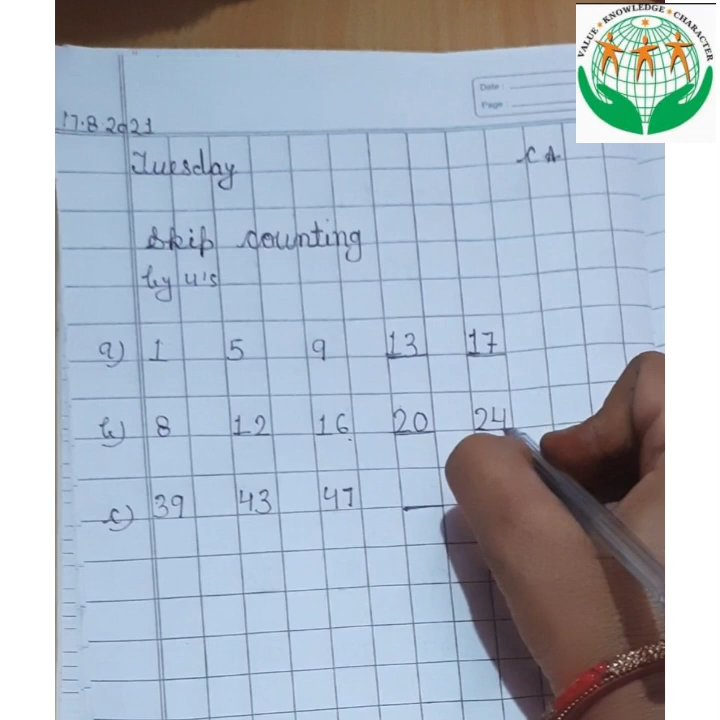 VALUE ★ KNOWLEDGE ★ CHARACTER
Date :
Page :
17.8.2021
Tuesday
C.A.
Skip counting
by 4's
a) 1 5 9 13 17
b) 8 12 16 20 24
c) 39 43 47